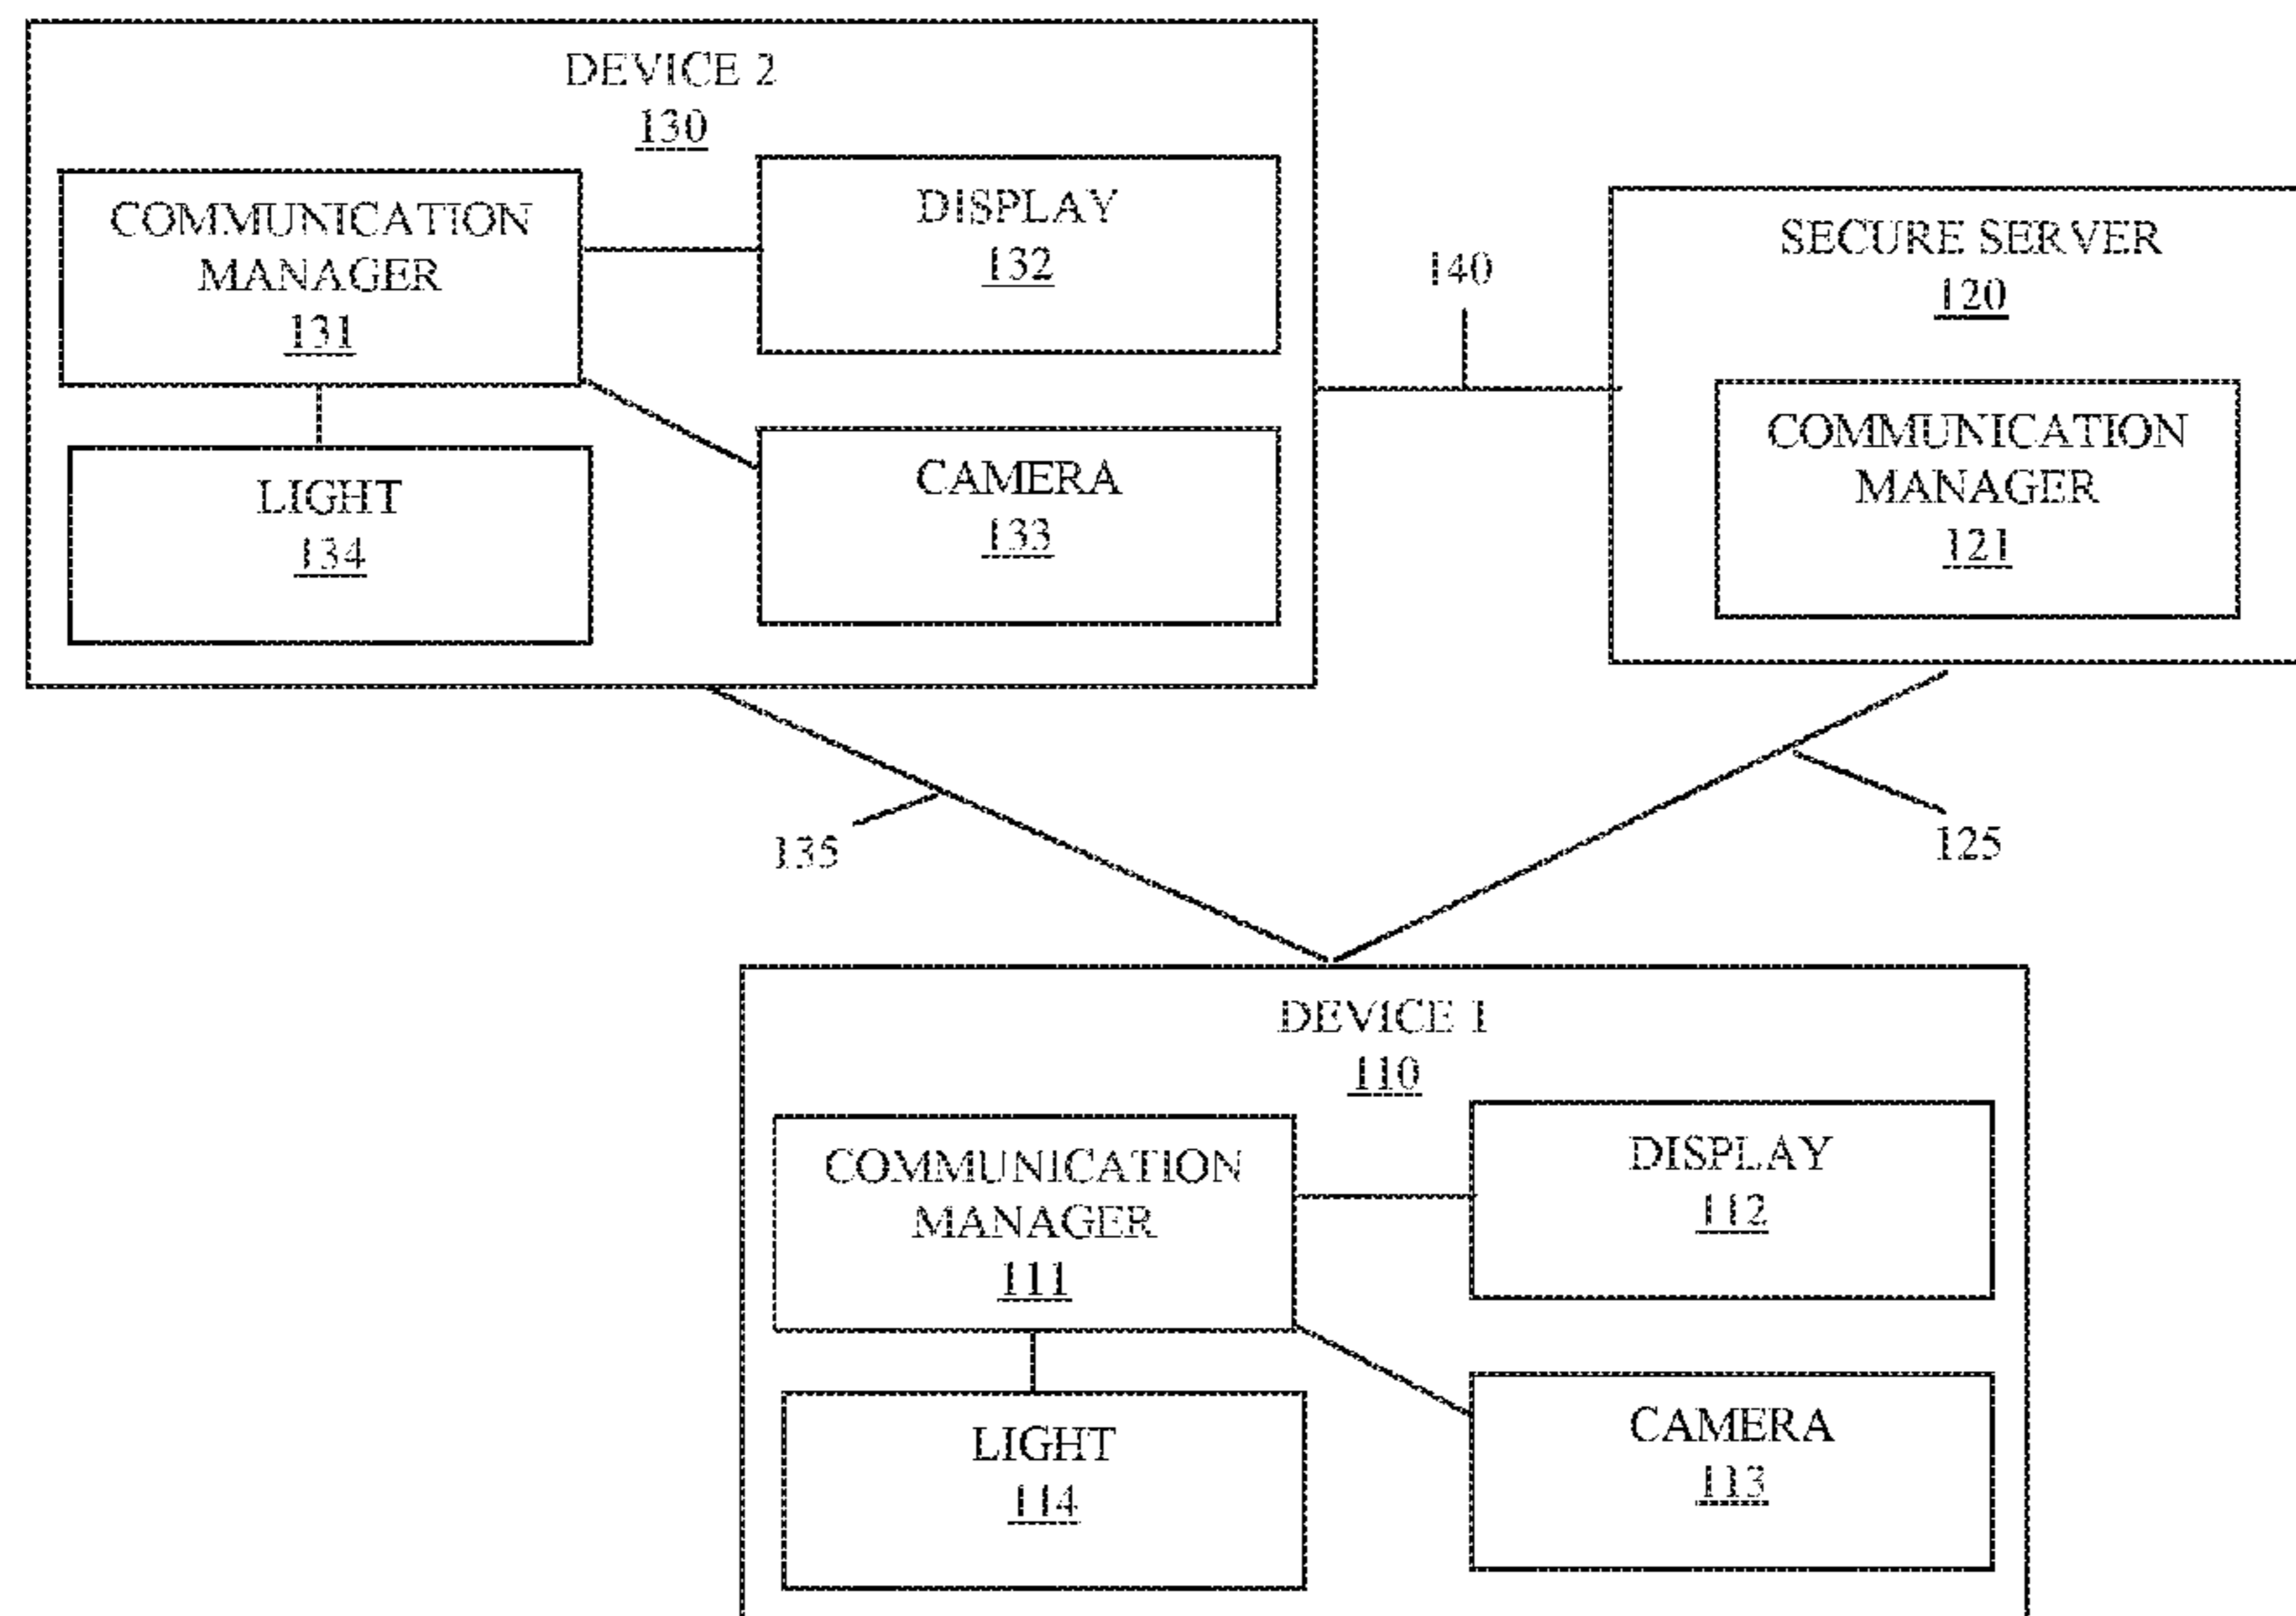 DEVICE 2
130
COMMUNICATION
MANAGER
131
DISPLAY
132
LIGHT
134
CAMERA
133
140
SECURE SERVER
120
COMMUNICATION
MANAGER
121
135
125
DEVICE 1
110
COMMUNICATION
MANAGER
111
DISPLAY
112
LIGHT
114
CAMERA
113